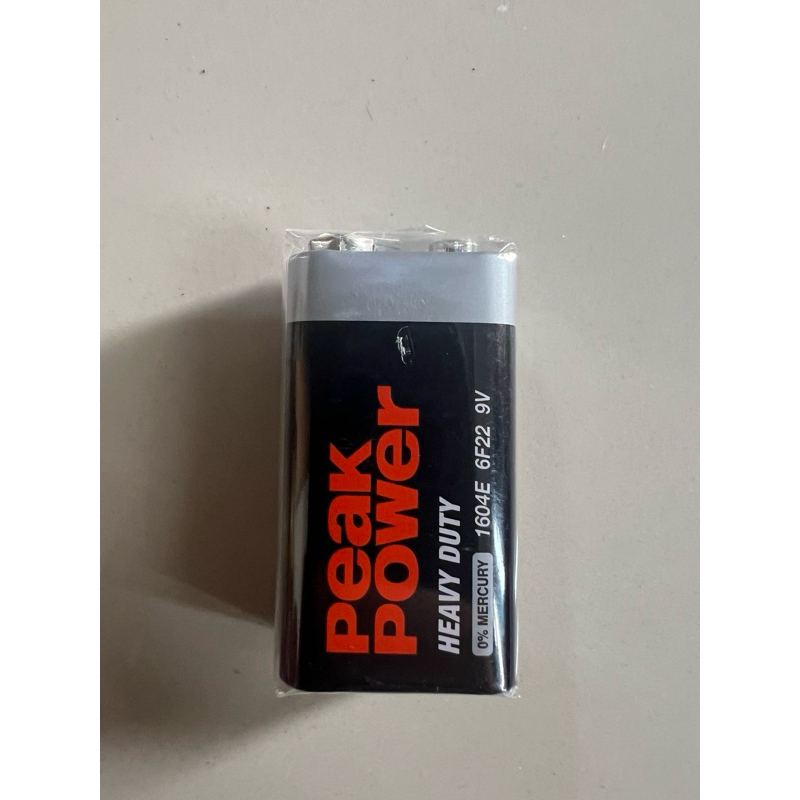 Peak
Power
HEAVY DUTY
0% MERCURY 1604E 6F22 9V